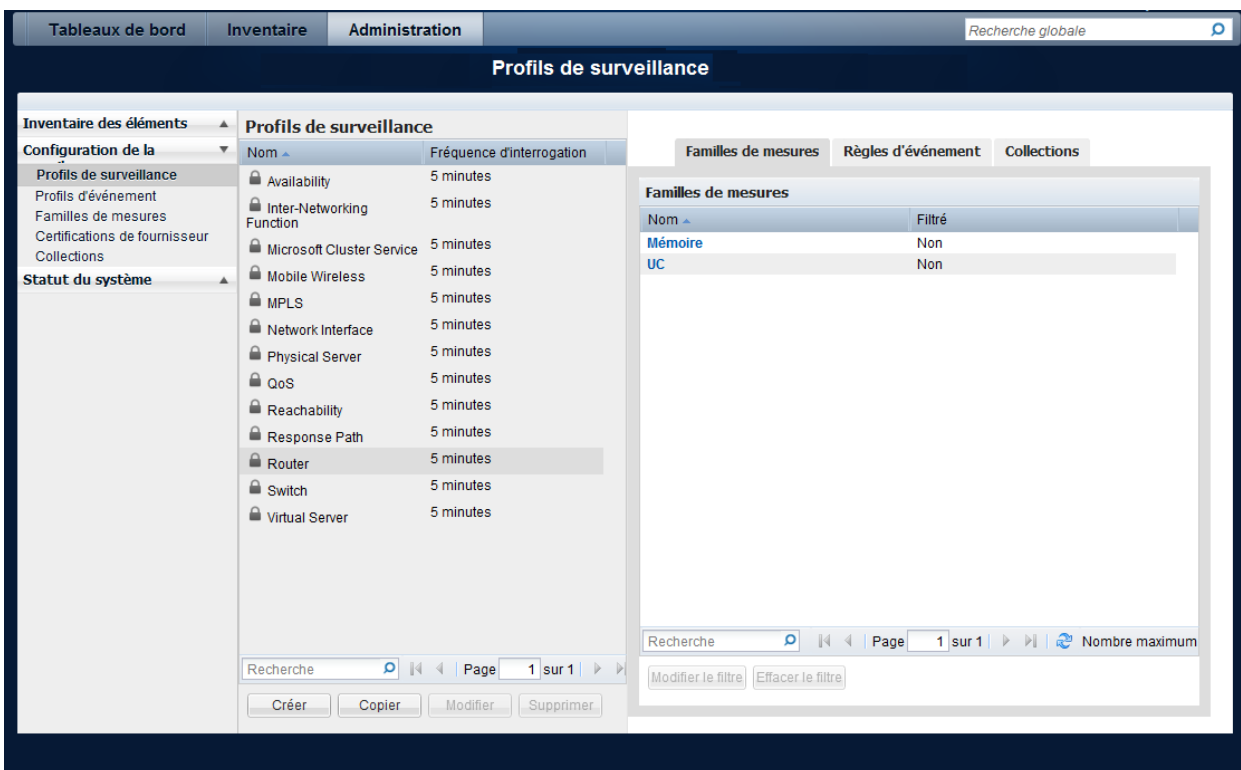 Tableaux de bord Inventaire Administration Recherche globale
Profils de surveillance
Inventaire des éléments
Configuration de la
Profils de surveillance
Profils d'événement
Familles de mesures
Certifications de fournisseur
Collections
Statut du système
Profils de surveillance
Nom Fréquence d'interrogation
Availability 5 minutes
Inter-Networking 5 minutes
Function
Microsoft Cluster Service 5 minutes
Mobile Wireless 5 minutes
MPLS 5 minutes
Network Interface 5 minutes
Physical Server 5 minutes
QoS 5 minutes
Reachability 5 minutes
Response Path 5 minutes
Router 5 minutes
Switch 5 minutes
Virtual Server 5 minutes
Recherche Page 1 sur 1
Créer Copier Modifier Supprimer
Familles de mesures Règles d'événement Collections
Familles de mesures
Nom Filtré
Mémoire Non
UC Non
Recherche Page 1 sur 1 Nombre maximum
Modifier le filtre Effacer le filtre